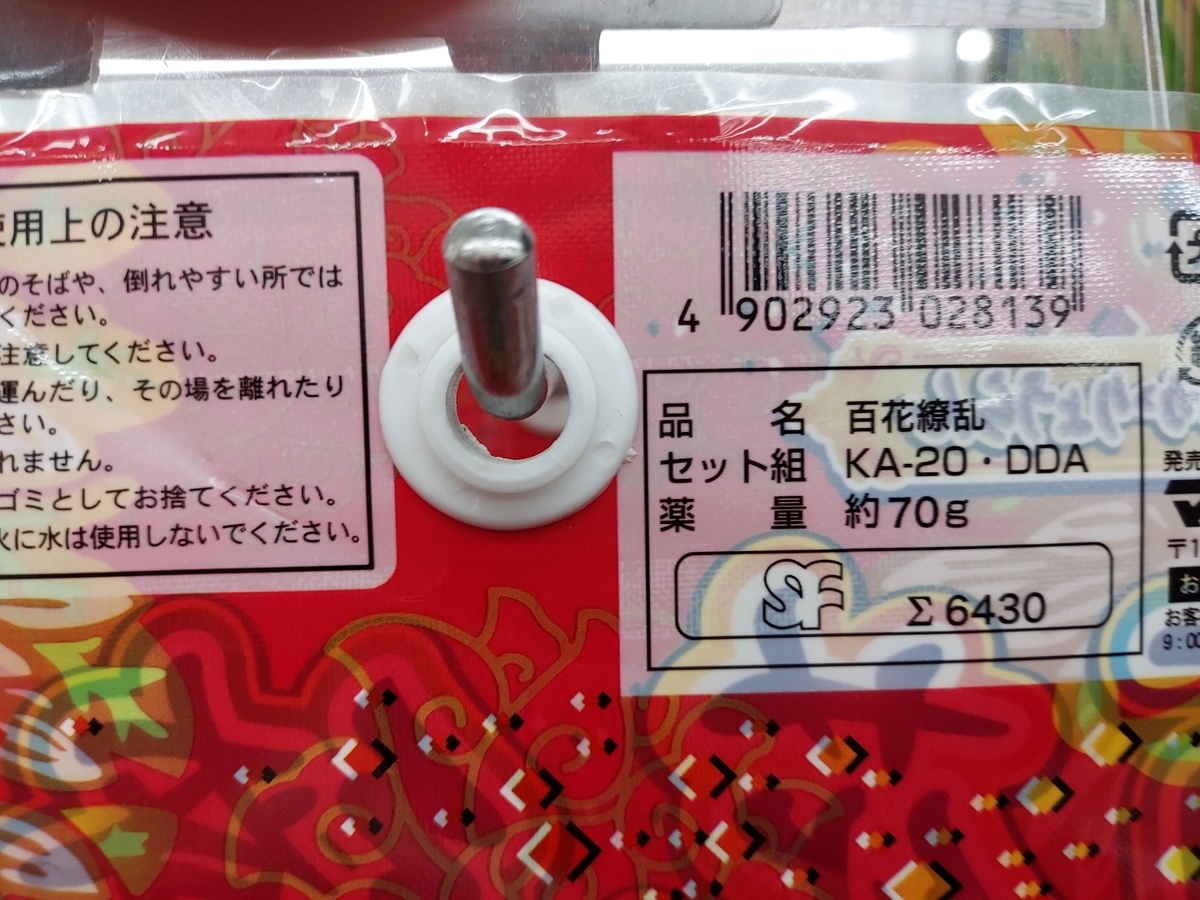 使用上の注意
のそばや、倒れやすい所では
ください。
注意してください。
運んだり、その場を離れたり
さい。
れません。
ゴミとしてお捨てください。
火に水は使用しないでください。
4 902923 028139
品 名 百花繚乱
セット組 KA-20・DDA
薬 量 約70g
SF Σ6430
発売
〒1
お
お客
9:00